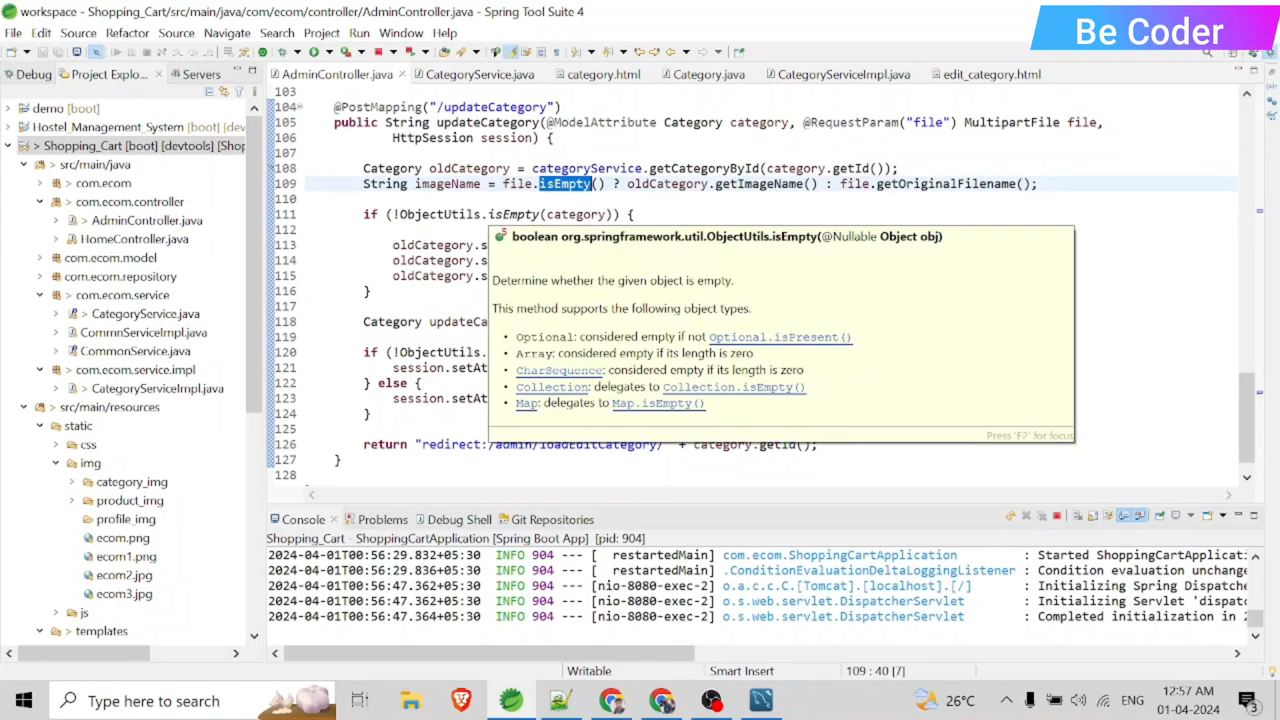 workspace - Shopping_Cart/src/main/java/com/ecom/controller/AdminController.java - Spring Tool Suite 4
Be Coder
File Edit Source Refactor Source Navigate Search Project Run Window Help
Debug Project Explo... Servers
AdminController.java CategoryService.java category.html Category.java CategoryServiceImpl.java edit_category.html
demo [boot]
Hostel_Management_System [boot] [dev
> Shopping_Cart [boot] [devtools] [Shop
> src/main/java
> com.ecom
> com.ecom.controller
> AdminController.java
> HomeController.java
com.ecom.model
com.ecom.repository
> com.ecom.service
> CategoryService.java
CommnServiceImpl.java
CommonService.java
> com.ecom.service.impl
> CategoryServiceImpl.java
> src/main/resources
static
css
img
category_img
product_img
profile_img
ecom.png
ecom1.png
ecom2.jpg
ecom3.jpg
js
> templates
103
104 @PostMapping("/updateCategory")
105 public String updateCategory(@ModelAttribute Category category, @RequestParam("file") MultipartFile file,
106 HttpSession session) {
107
108 Category oldCategory = categoryService.getCategoryById(category.getId());
109 String imageName = file.isEmpty() ? oldCategory.getImageName() : file.getOriginalFilename();
110
111 if (!ObjectUtils.isEmpty(category)) {
113 oldCategory.s
114 oldCategory.s
115 oldCategory.s
116 }
117
118 Category updateCa
119
120 if (!ObjectUtils.
121 session.setAt
122 } else {
123 session.setAt
124 }
125
126 return "redirect:/admin/loadEditCategory/" + category.getId();
127 }
128
boolean org.springframework.util.ObjectUtils.isEmpty(@Nullable Object obj)
Determine whether the given object is empty.
This method supports the following object types.
• Optional: considered empty if not Optional.isPresent()
• Array: considered empty if its length is zero
• CharSequence: considered empty if its length is zero
• Collection: delegates to Collection.isEmpty()
• Map: delegates to Map.isEmpty()
Press 'F2' for focus
Console Problems Debug Shell Git Repositories
Shopping_Cart - ShoppingCartApplication [Spring Boot App] [pid: 904]
2024-04-01T00:56:29.832+05:30 INFO 904 --- [ restartedMain] com.ecom.ShoppingCartApplication : Started ShoppingCartApplicat
2024-04-01T00:56:29.836+05:30 INFO 904 --- [ restartedMain] .ConditionEvaluationDeltaLoggingListener : Condition evaluation unchange
2024-04-01T00:56:47.362+05:30 INFO 904 --- [nio-8080-exec-2] o.a.c.c.C.[Tomcat].[localhost].[/] : Initializing Spring Dispatche
2024-04-01T00:56:47.362+05:30 INFO 904 --- [nio-8080-exec-2] o.s.web.servlet.DispatcherServlet : Initializing Servlet 'dispatc
2024-04-01T00:56:47.364+05:30 INFO 904 --- [nio-8080-exec-2] o.s.web.servlet.DispatcherServlet : Completed initialization in 2
Writable Smart Insert 109 : 40 [7]
Type here to search
26°C ENG 12:57 AM
01-04-2024
3